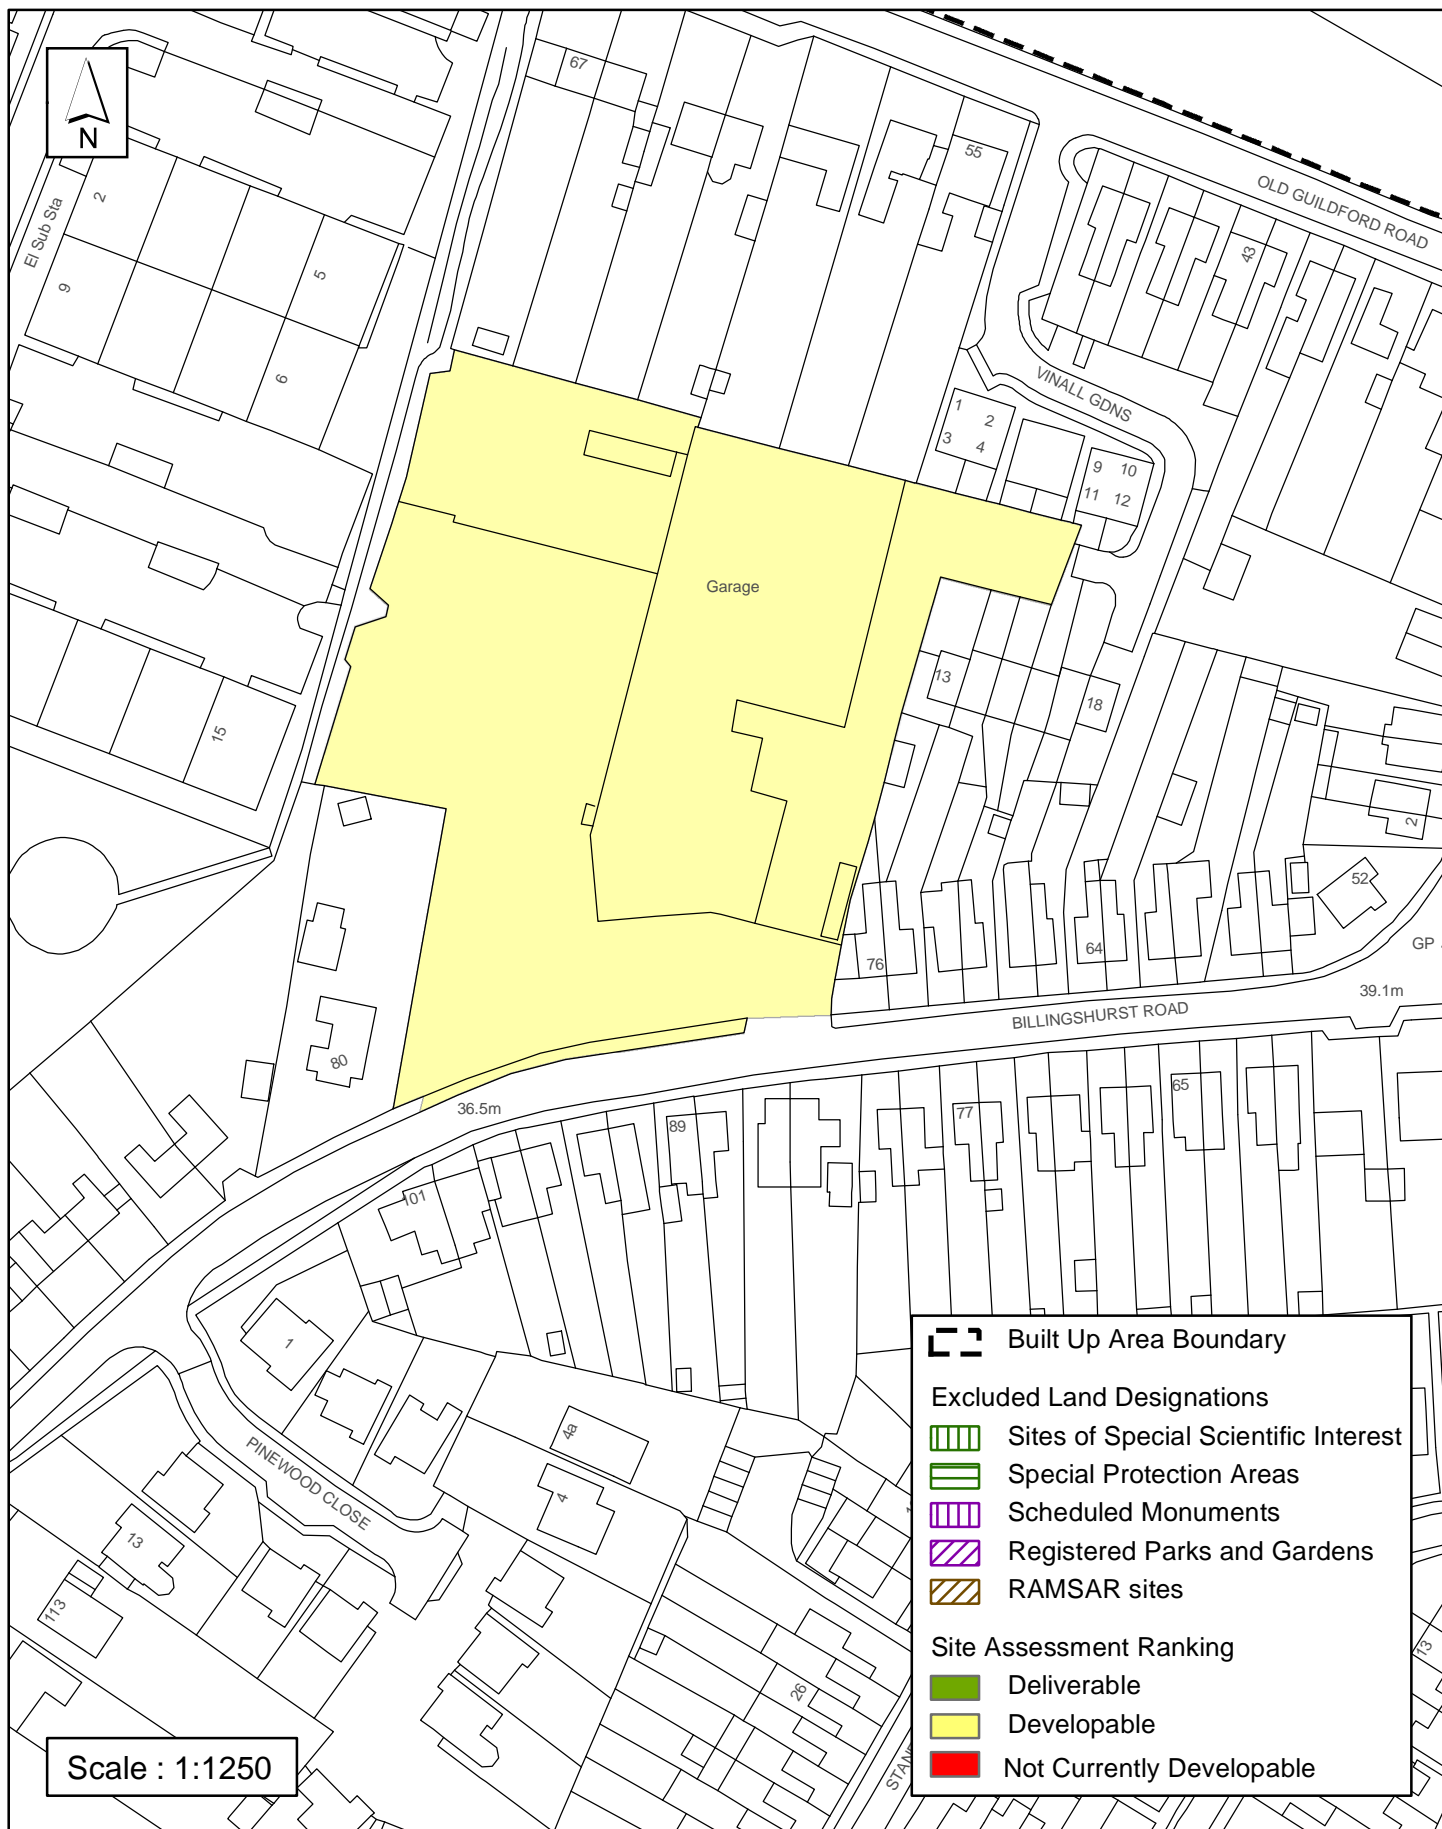 67
N
55
OLD GUILDFORD ROAD
El Sub Sta
2
5
43
9
6
VINALL GDNS
1
2
3
4
9
10
11
12
Garage
13
18
15
2
52
76
64
GP
39.1m
BILLINGSHURST ROAD
80
36.5m
77
65
89
101
1
4a
4
PINEWOOD CLOSE
13
113
26
13
Built Up Area Boundary
Excluded Land Designations
Sites of Special Scientific Interest
Special Protection Areas
Scheduled Monuments
Registered Parks and Gardens
RAMSAR sites
Site Assessment Ranking
Deliverable
Developable
Not Currently Developable
Scale : 1:1250